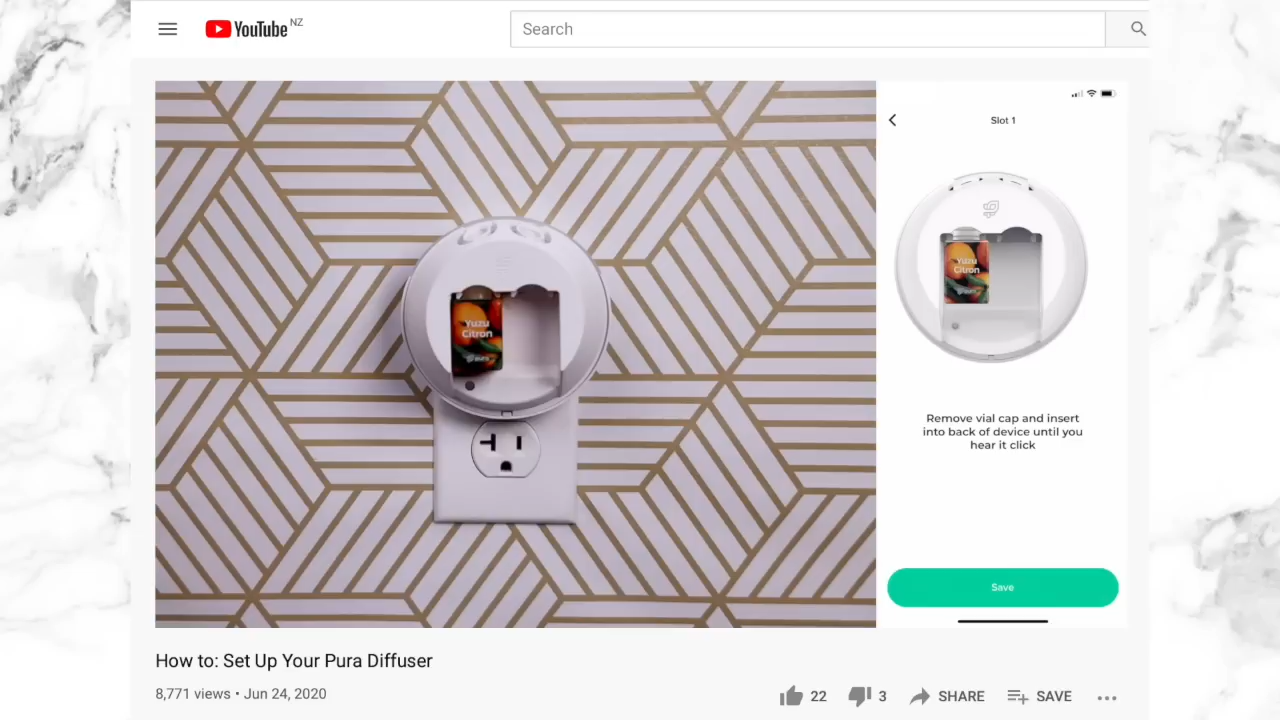 YouTube NZ
Search
Slot 1
Yuzu
Citron
pura
Yuzu
Citron
pura
Remove vial cap and insert
into back of device until you
hear it click
Save
How to: Set Up Your Pura Diffuser
8,771 views • Jun 24, 2020
22
3
SHARE
SAVE